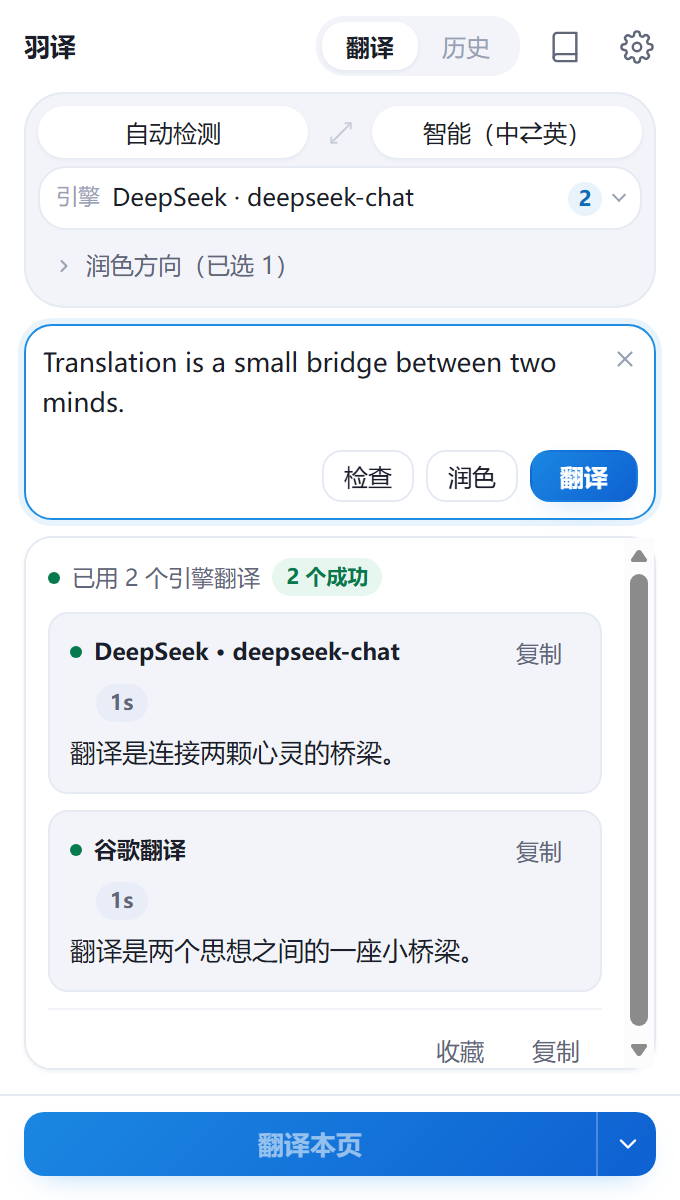 羽译 翻译 历史
自动检测 智能（中⇄英）
引擎 DeepSeek · deepseek-chat 2
润色方向（已选 1）
Translation is a small bridge between two
minds.
检查 润色 翻译
已用 2 个引擎翻译 2 个成功
DeepSeek • deepseek-chat 复制
1s
翻译是连接两颗心灵的桥梁。
谷歌翻译 复制
1s
翻译是两个思想之间的一座小桥梁。
收藏 复制
翻译本页